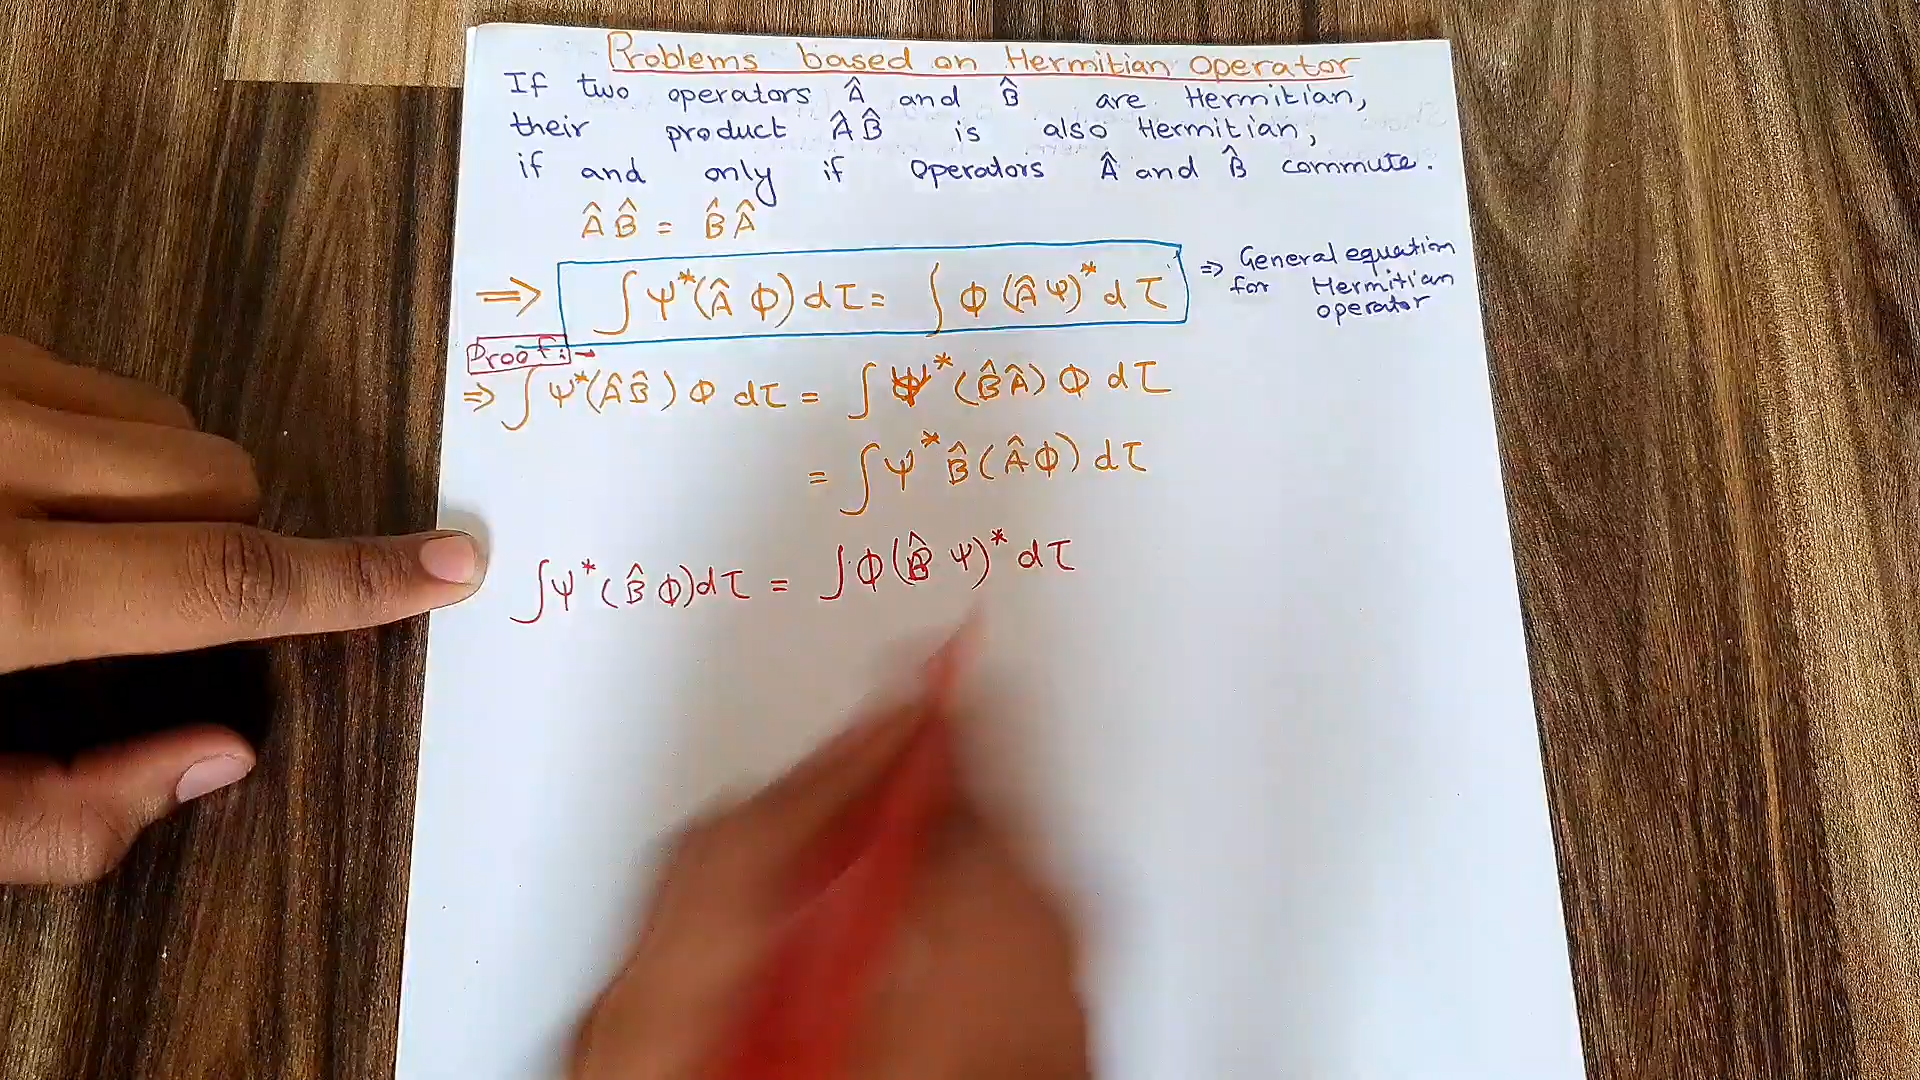 Problems based on Hermitian Operator
If two operators Â and B̂ are Hermitian,
their product ÂB̂ is also Hermitian,
if and only if Operators Â and B̂ commute.
ÂB̂ = B̂Â
⇒ ∫ψ*(Âϕ)dτ = ∫ϕ(Âψ)*dτ ⇒ General equation
for Hermitian
operator
Proof:-
⇒ ∫ψ*(ÂB̂)ϕ dτ = ∫ψ*(B̂Â)ϕ dτ
= ∫ψ*B̂(Âϕ)dτ
∫ψ*(B̂ϕ)dτ = ∫ϕ(B̂ψ)*dτ